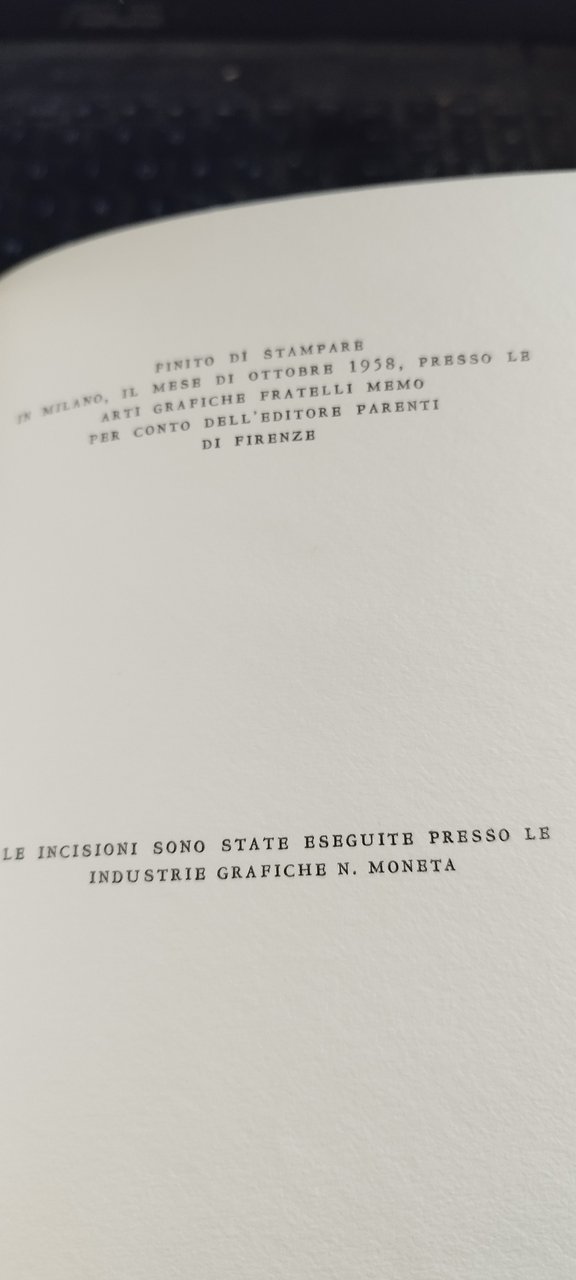 FINITO DI STAMPARE
IN MILANO, IL MESE DI OTTOBRE 1958, PRESSO LE
ARTI GRAFICHE FRATELLI MEMO
PER CONTO DELL'EDITORE PARENTI
DI FIRENZE
LE INCISIONI SONO STATE ESEGUITE PRESSO LE
INDUSTRIE GRAFICHE N. MONETA